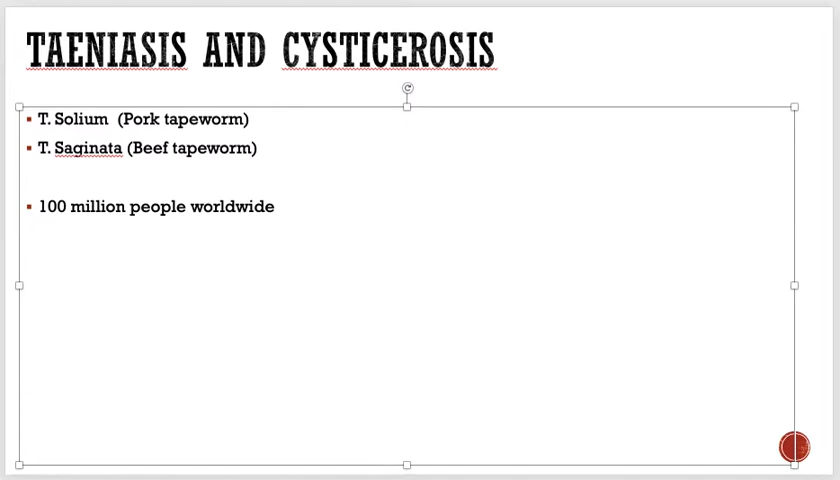 TAENIASIS AND CYSTICEROSIS
▪ T. Solium  (Pork tapeworm)
▪ T. Saginata (Beef tapeworm)
▪ 100 million people worldwide